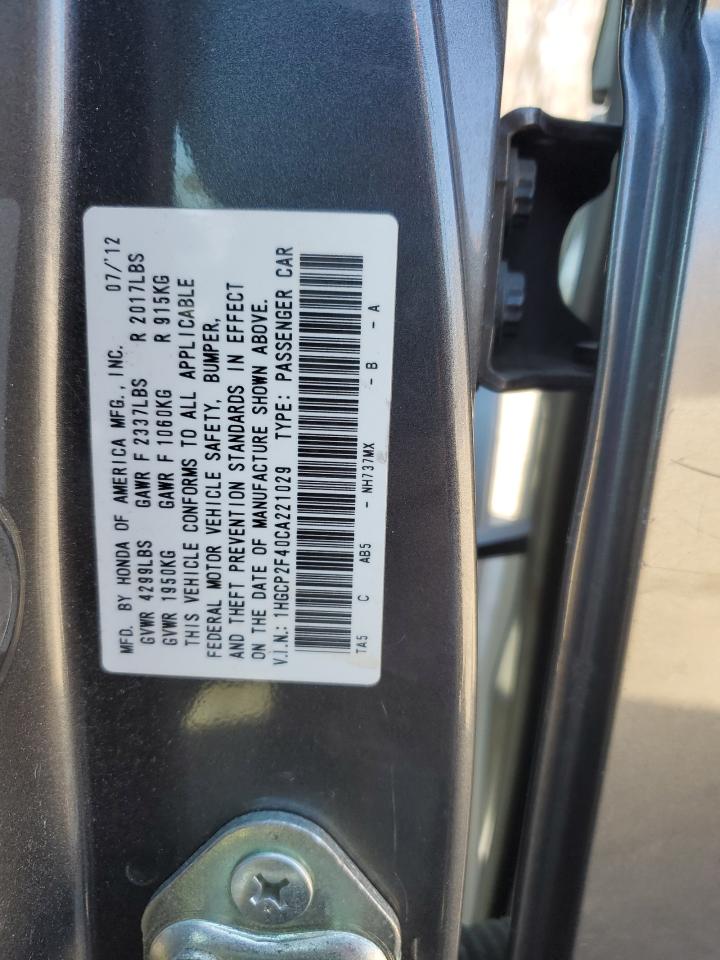 MFD. BY HONDA OF AMERICA MFG., INC. 07/'12
GVWR 4299LBS GAWR F 2337LBS R 2017LBS
GVWR 1950KG GAWR F 1060KG R 915KG
THIS VEHICLE CONFORMS TO ALL APPLICABLE
FEDERAL MOTOR VEHICLE SAFETY, BUMPER,
AND THEFT PREVENTION STANDARDS IN EFFECT
ON THE DATE OF MANUFACTURE SHOWN ABOVE.
V.I.N.: 1HGCP2F40CA221029 TYPE: PASSENGER CAR
TA5 C AB5 - NH737MX - B - A